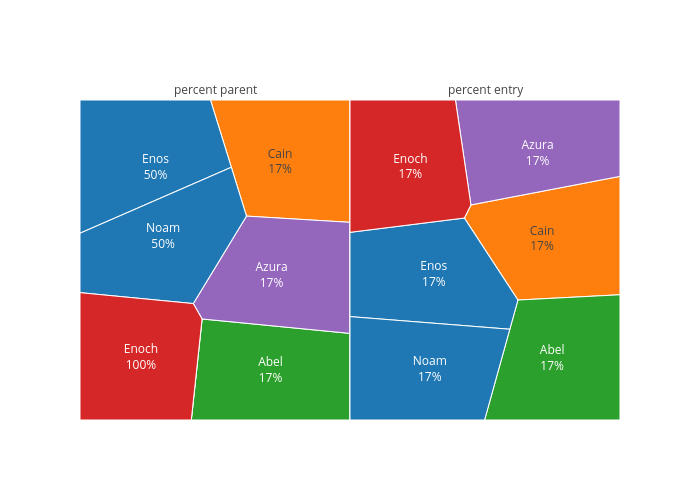 percent parent
Enos
50%
Cain
17%
Noam
50%
Azura
17%
Enoch
100%
Abel
17%
percent entry
Enoch
17%
Azura
17%
Cain
17%
Enos
17%
Noam
17%
Abel
17%